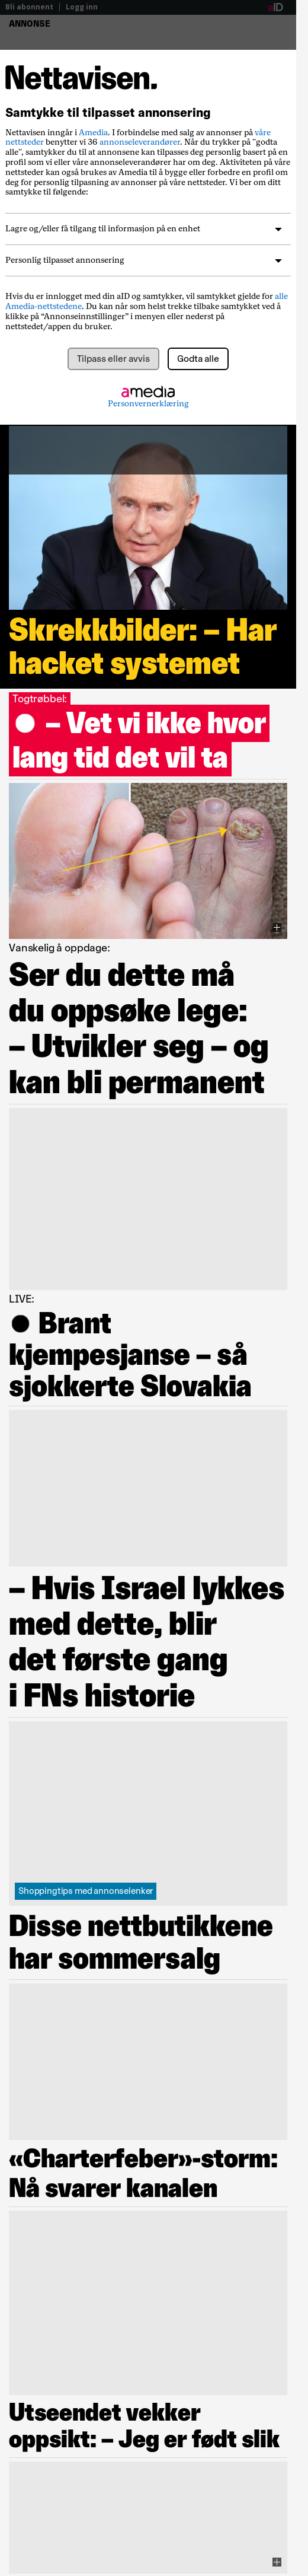 Bli abonnent | Logg inn
aID
ANNONSE
Nettavisen.
Samtykke til tilpasset annonsering
Nettavisen inngår i Amedia. I forbindelse med salg av annonser på våre
nettsteder benytter vi 36 annonseleverandører. Når du trykker på "godta
alle", samtykker du til at annonsene kan tilpasses deg personlig basert på en
profil som vi eller våre annonseleverandører har om deg. Aktiviteten på våre
nettsteder kan også brukes av Amedia til å bygge eller forbedre en profil om
deg for personlig tilpasning av annonser på våre nettsteder. Vi ber om ditt
samtykke til følgende:
Lagre og/eller få tilgang til informasjon på en enhet
Personlig tilpasset annonsering
Hvis du er innlogget med din aID og samtykker, vil samtykket gjelde for alle
Amedia-nettstedene. Du kan når som helst trekke tilbake samtykket ved å
klikke på “Annonseinnstillinger” i menyen eller nederst på
nettstedet/appen du bruker.
Tilpass eller avvis
Godta alle
amedia
Personvernerklæring
Skrekkbilder: – Har
hacket systemet
Togtrøbbel:
– Vet vi ikke hvor
lang tid det vil ta
Vanskelig å oppdage:
Ser du dette må
du oppsøke lege:
– Utvikler seg – og
kan bli permanent
LIVE:
Brant
kjempesjanse – så
sjokkerte Slovakia
– Hvis Israel lykkes
med dette, blir
det første gang
i FNs historie
Shoppingtips med annonselenker
Disse nettbutikkene
har sommersalg
«Charterfeber»-storm:
Nå svarer kanalen
Utseendet vekker
oppsikt: – Jeg er født slik